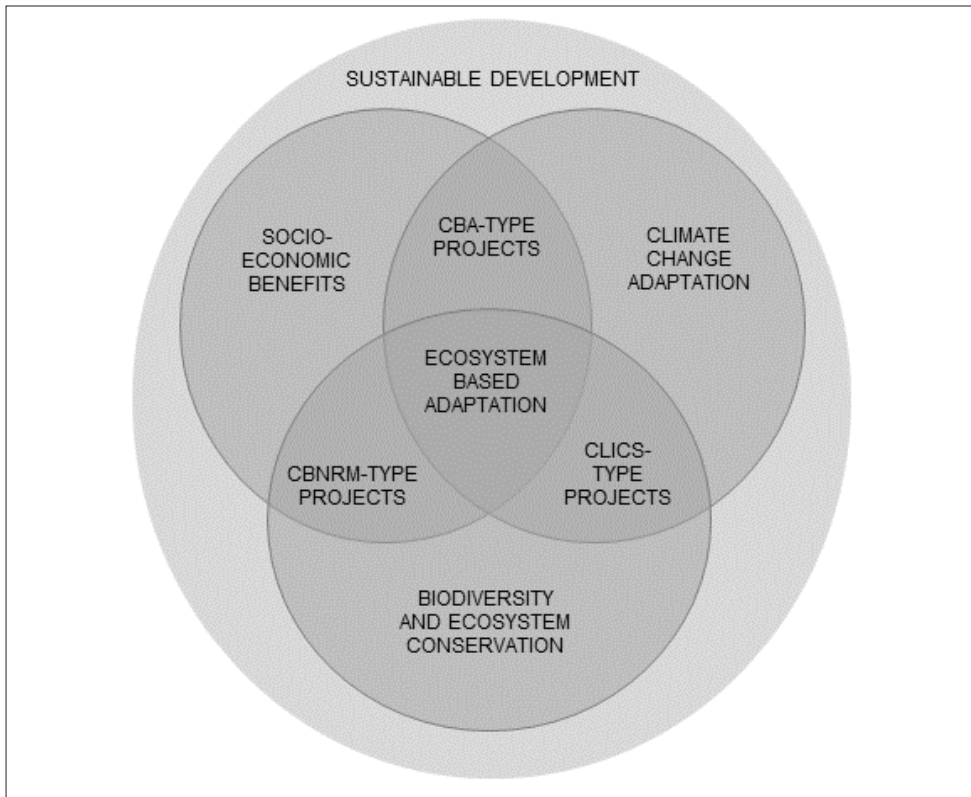 SUSTAINABLE DEVELOPMENT
SOCIO-
ECONOMIC
BENEFITS
CBA-TYPE
PROJECTS
CLIMATE
CHANGE
ADAPTATION
ECOSYSTEM
BASED
ADAPTATION
CBNRM-TYPE
PROJECTS
CLICS-
TYPE
PROJECTS
BIODIVERSITY
AND ECOSYSTEM
CONSERVATION